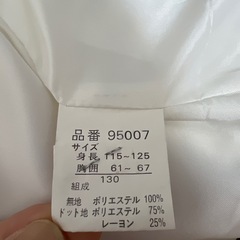 品番 95007
サイズ
身長 115~125
胸囲 61~ 67
130
組成
無地 ポリエステル 100%
ドット地 ポリエステル 75%
レーヨン 25%